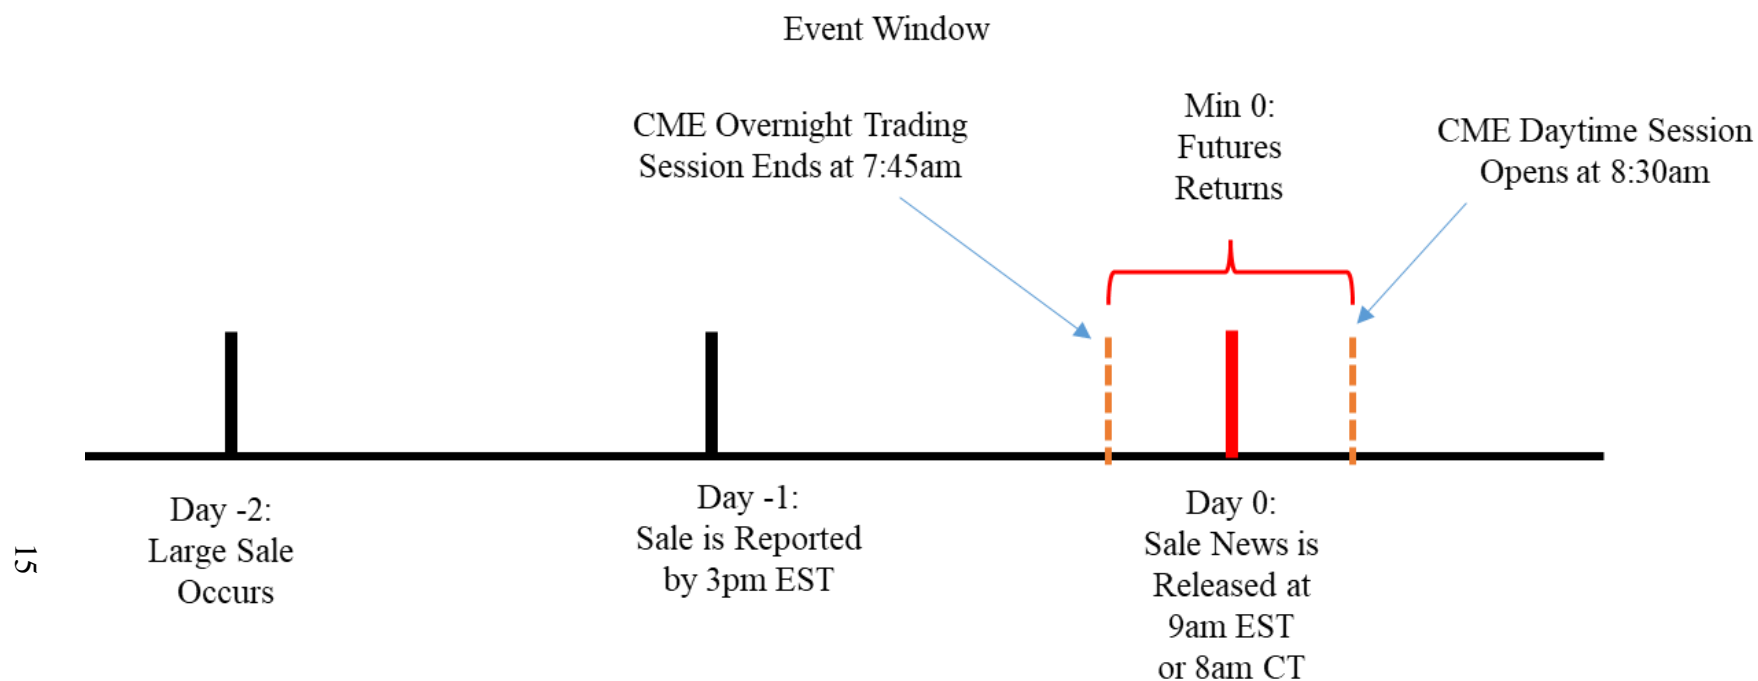 Event Window
CME Overnight Trading
Session Ends at 7:45am
Min 0:
Futures
Returns
CME Daytime Session
Opens at 8:30am
Day -2:
Large Sale
Occurs
Day -1:
Sale is Reported
by 3pm EST
Day 0:
Sale News is
Released at
9am EST
or 8am CT
15